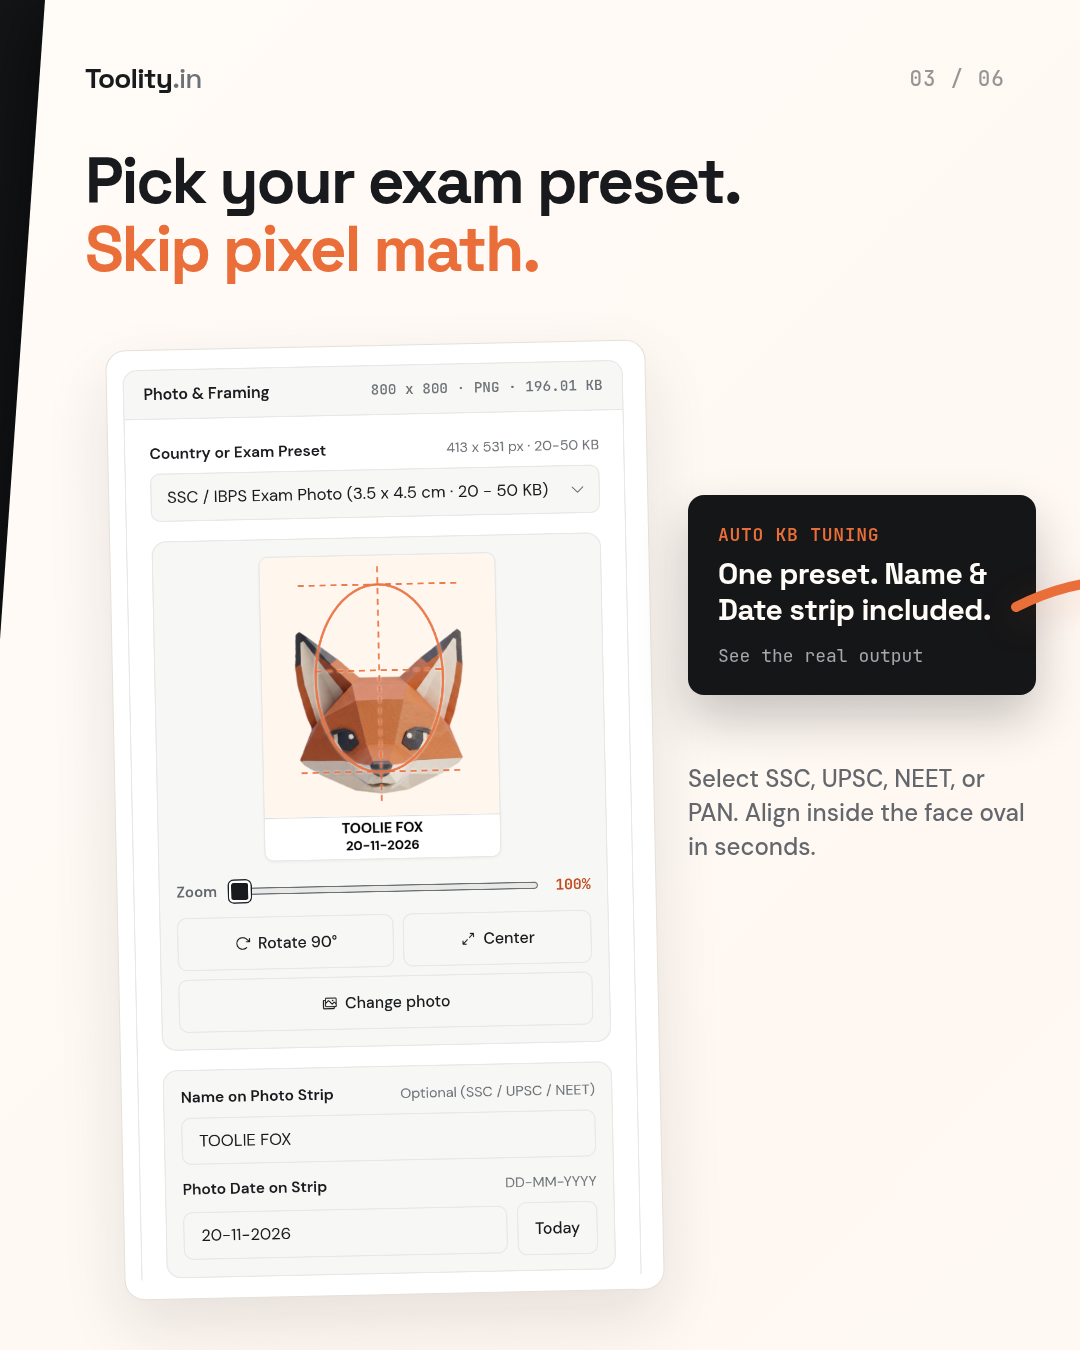 Toolity.in
03 / 06
Pick your exam preset.
Skip pixel math.
Photo & Framing
800 x 800 · PNG · 196.01 KB
Country or Exam Preset
413 x 531 px · 20-50 KB
SSC / IBPS Exam Photo (3.5 x 4.5 cm · 20 - 50 KB)
TOOLIE FOX
20-11-2026
Zoom
100%
Rotate 90°
Center
Change photo
Name on Photo Strip
Optional (SSC / UPSC / NEET)
TOOLIE FOX
Photo Date on Strip
DD-MM-YYYY
20-11-2026
Today
AUTO KB TUNING
One preset. Name &
Date strip included.
See the real output
Select SSC, UPSC, NEET, or
PAN. Align inside the face oval
in seconds.